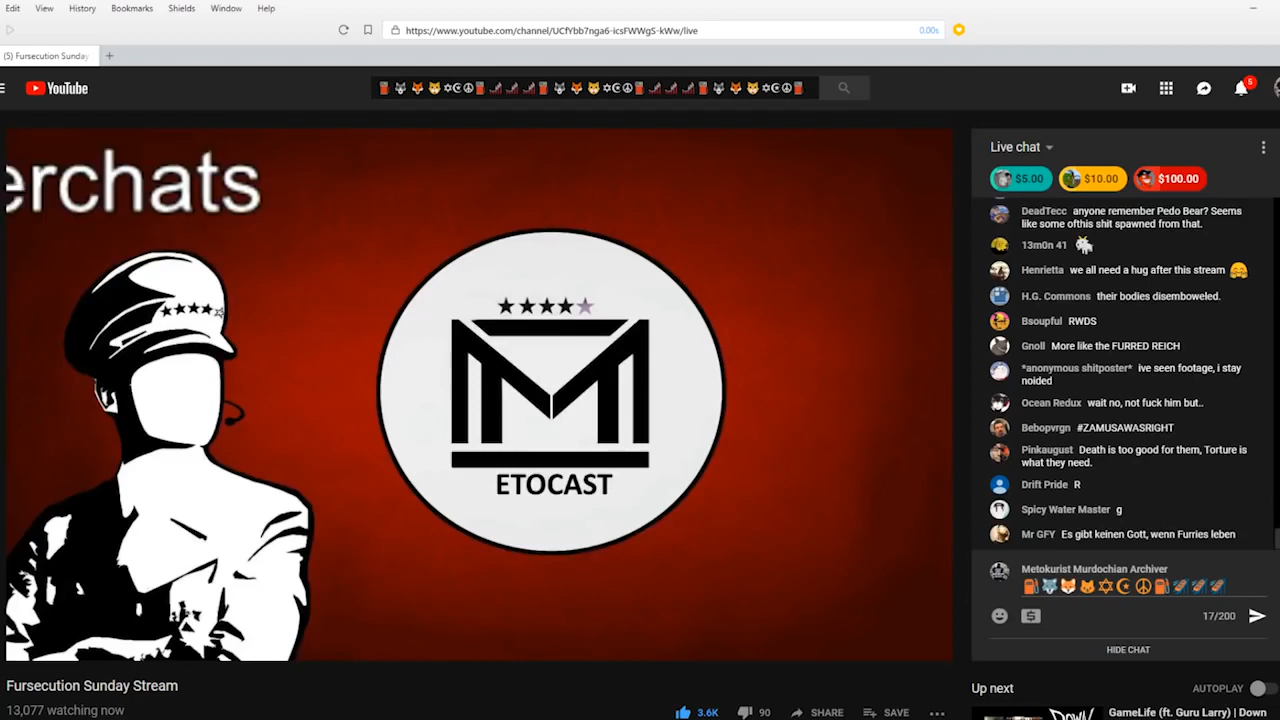 Edit View History Bookmarks Shields Window Help
https://www.youtube.com/channel/UCfYbb7nga6-icsFWWgS-kWw/live 0.00s
(5) Fursecution Sunday
YouTube
5
erchats
ETOCAST
Live chat
$5.00 $10.00 $100.00
DeadTecc anyone remember Pedo Bear? Seems
like some ofthis shit spawned from that.
13m0n 41
Henrietta we all need a hug after this stream
H.G. Commons their bodies disemboweled.
Bsoupful RWDS
Gnoll More like the FURRED REICH
*anonymous shitposter* ive seen footage, i stay
noided
Ocean Redux wait no, not fuck him but..
Bebopvrgn #ZAMUSAWASRIGHT
Pinkaugust Death is too good for them, Torture is
what they need.
Drift Pride R
Spicy Water Master g
Mr GFY Es gibt keinen Gott, wenn Furries leben
Metokurist Murdochian Archiver
17/200
HIDE CHAT
Fursecution Sunday Stream
13,077 watching now
3.6K 90 SHARE SAVE
Up next AUTOPLAY
GameLife (ft. Guru Larry) | Down